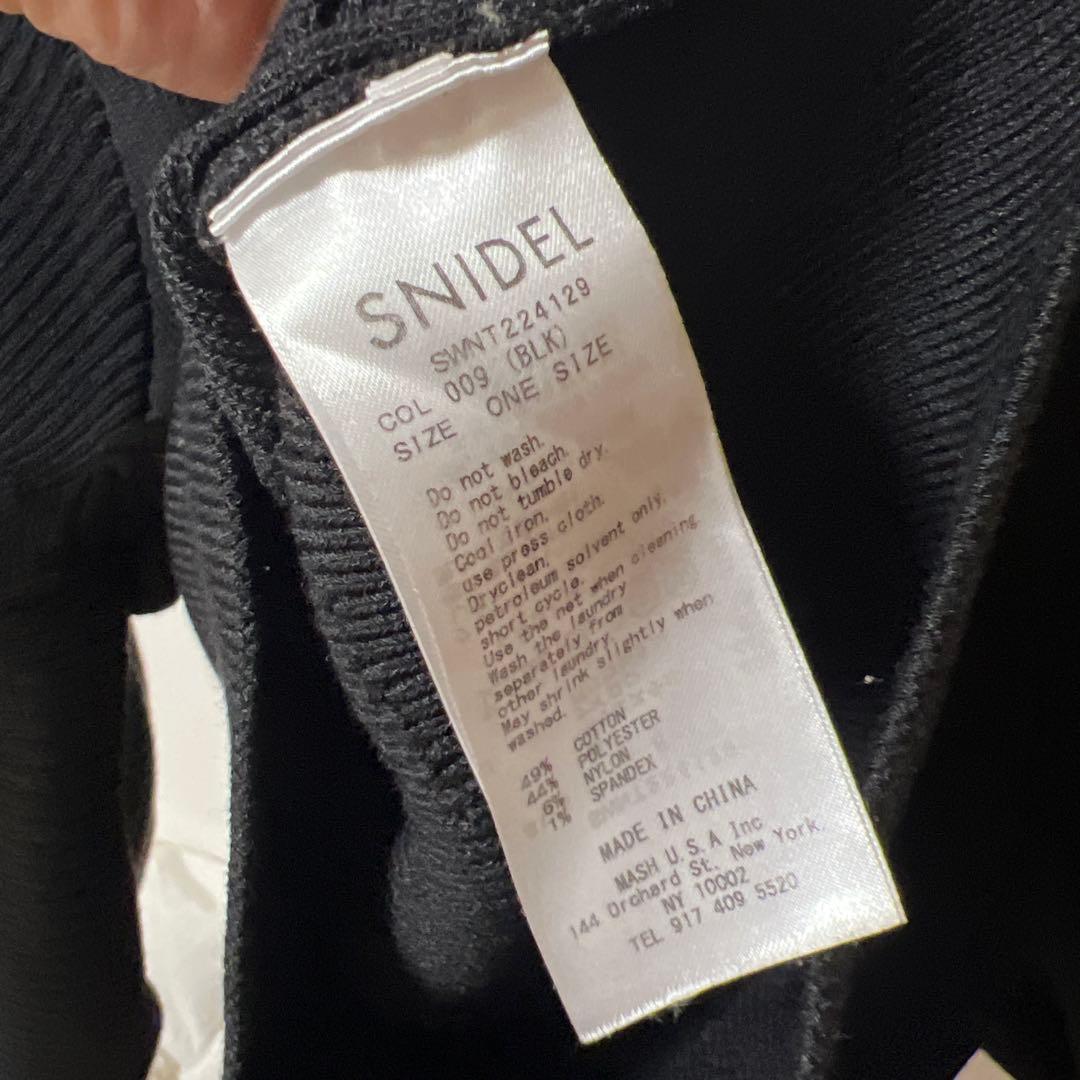 SNIDEL
SWNT224129
COL 009 (BLK)
SIZE ONE SIZE
Do not wash.
Do not bleach.
Do not tumble dry.
Cool iron.
use press cloth.
Dryclean.
petroleum solvent only.
short cycle.
Use the net when cleaning
Wash the laundry
separately from
other laundry.
May shrink slightly when
washed.
49% COTTON
44% POLYESTER
6% NYLON
1% SPANDEX
MADE IN CHINA
MASH U.S.A Inc
144 Orchard St. New York.
NY 10002
TEL 917 409 5520